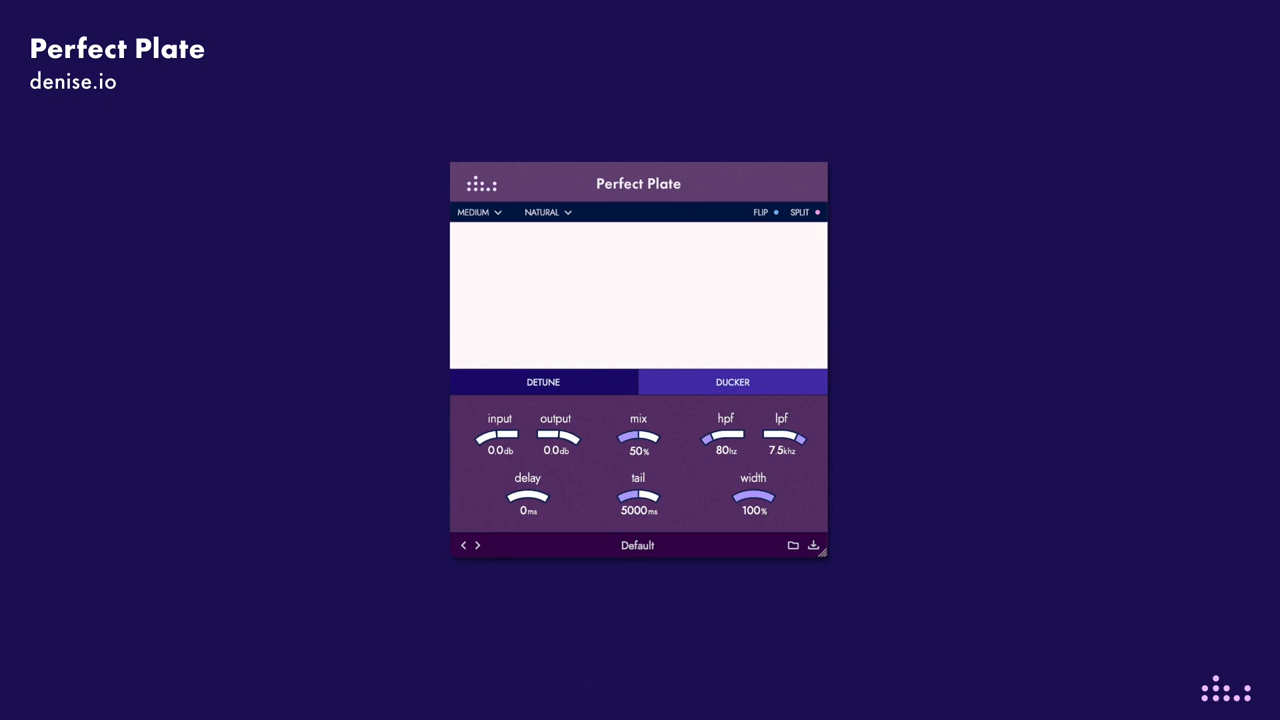 Perfect Plate
denise.io
Perfect Plate
MEDIUM NATURAL FLIP SPLIT
DETUNE DUCKER
input output mix hpf lpf
0.0db 0.0db 50% 80hz 7.5khz
delay tail width
0ms 5000ms 100%
Default